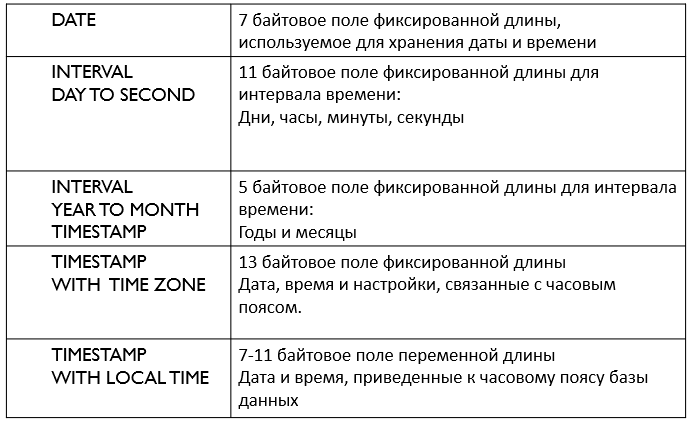 DATE
7 байтовое поле фиксированной длины,
используемое для хранения даты и времени
INTERVAL
DAY TO SECOND
11 байтовое поле фиксированной длины для
интервала времени:
Дни, часы, минуты, секунды
INTERVAL
YEAR TO MONTH
TIMESTAMP
5 байтовое поле фиксированной длины для интервала
времени:
Годы и месяцы
TIMESTAMP
WITH TIME ZONE
13 байтовое поле фиксированной длины
Дата, время и настройки, связанные с часовым
поясом.
TIMESTAMP
WITH LOCAL TIME
7-11 байтовое поле переменной длины
Дата и время, приведенные к часовому поясу базы
данных